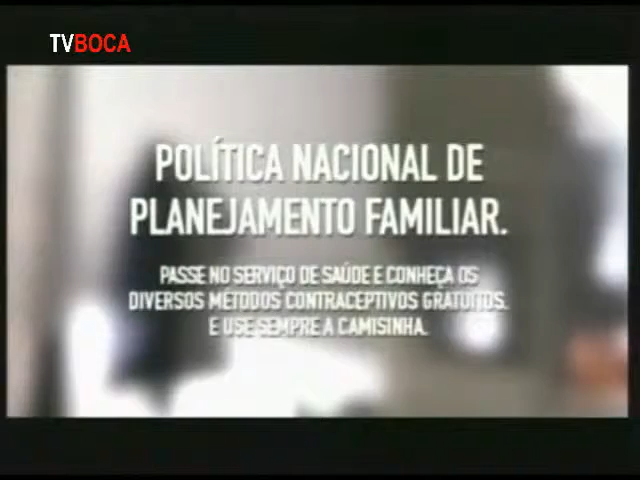 TVBOCA
POLÍTICA NACIONAL DE
PLANEJAMENTO FAMILIAR.
PASSE NO SERVIÇO DE SAÚDE E CONHEÇA OS
DIVERSOS MÉTODOS CONTRACEPTIVOS GRATUITOS.
E USE SEMPRE A CAMISINHA.